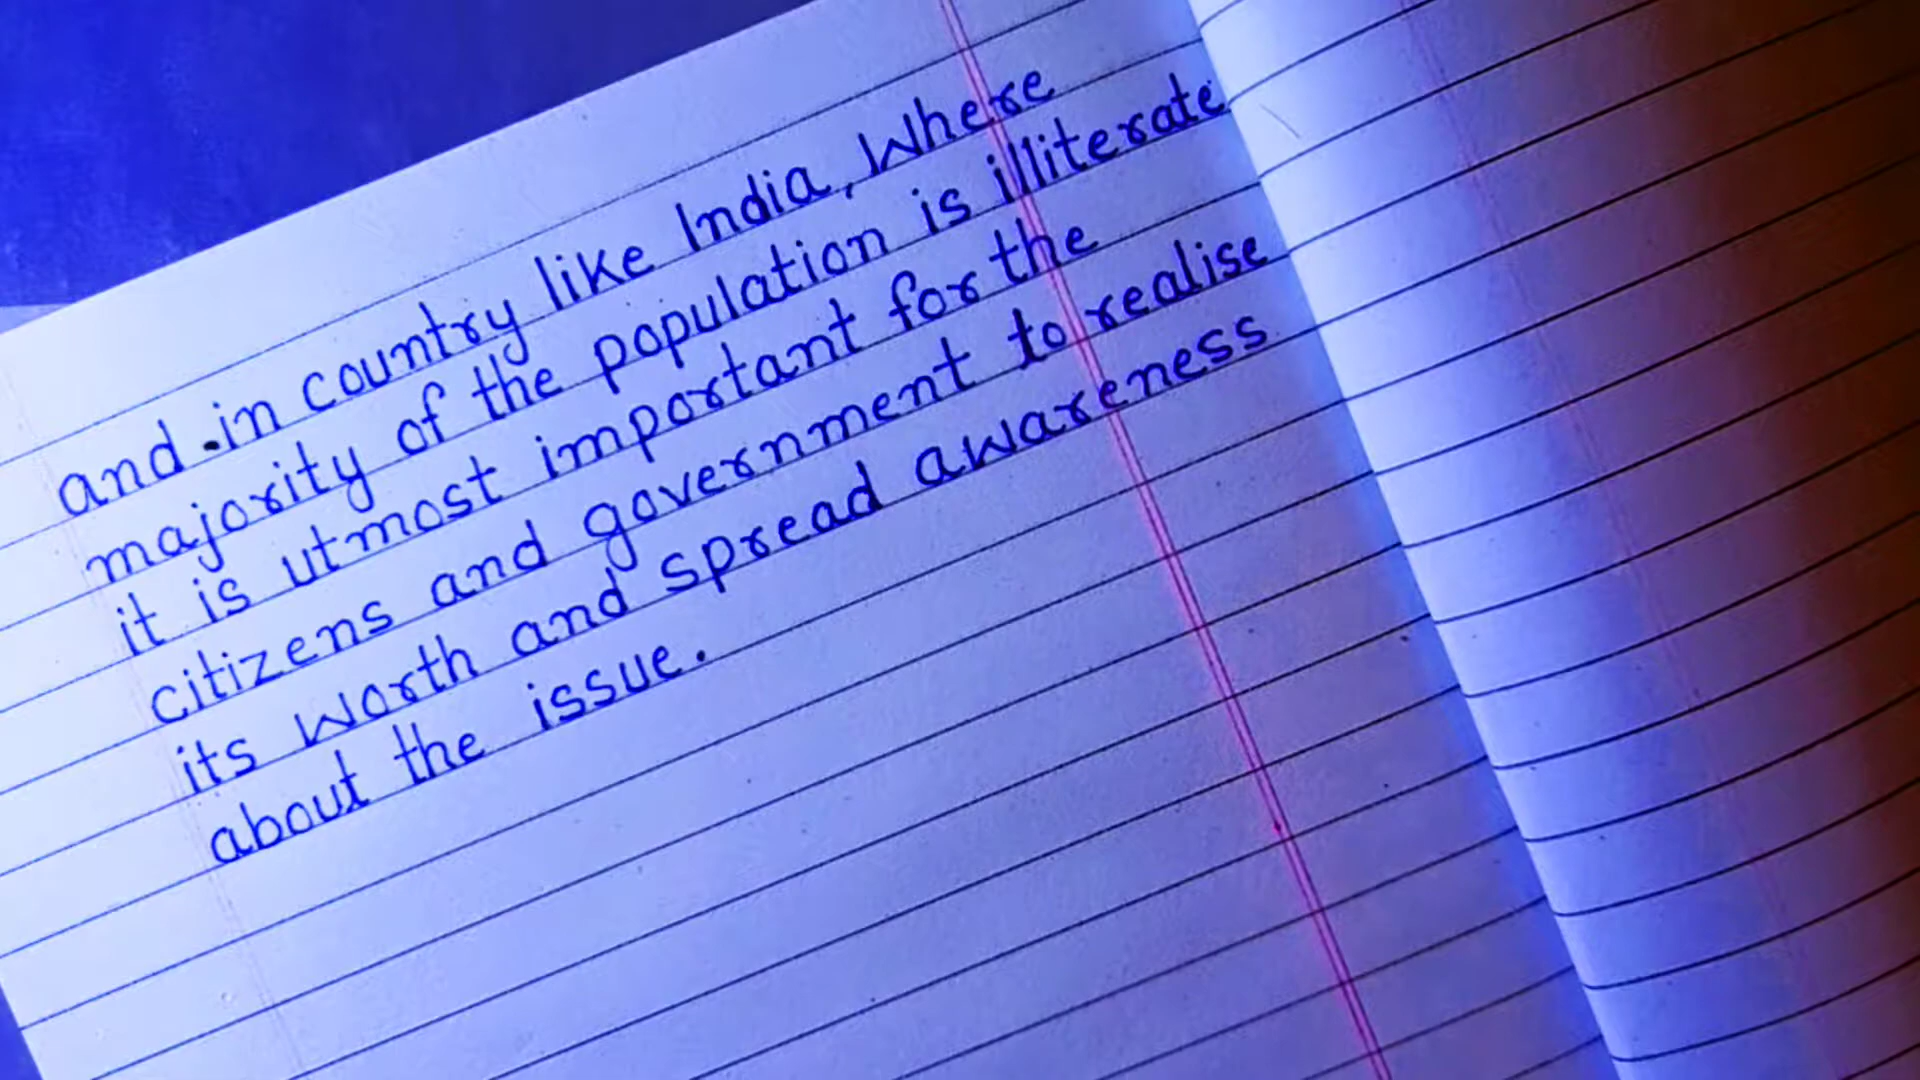 and in country like India, Where
majority of the population is illiterate
it is utmost important for the
citizens and government to realise
its worth and spread awareness
about the issue.